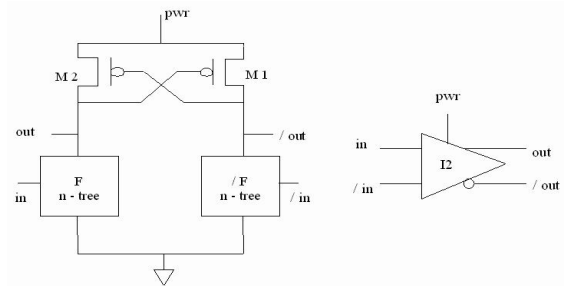 pwr
M 2
M 1
out
/ out
F
n - tree
/ F
n - tree
in
/ in
pwr
in
/ in
I2
out
/ out